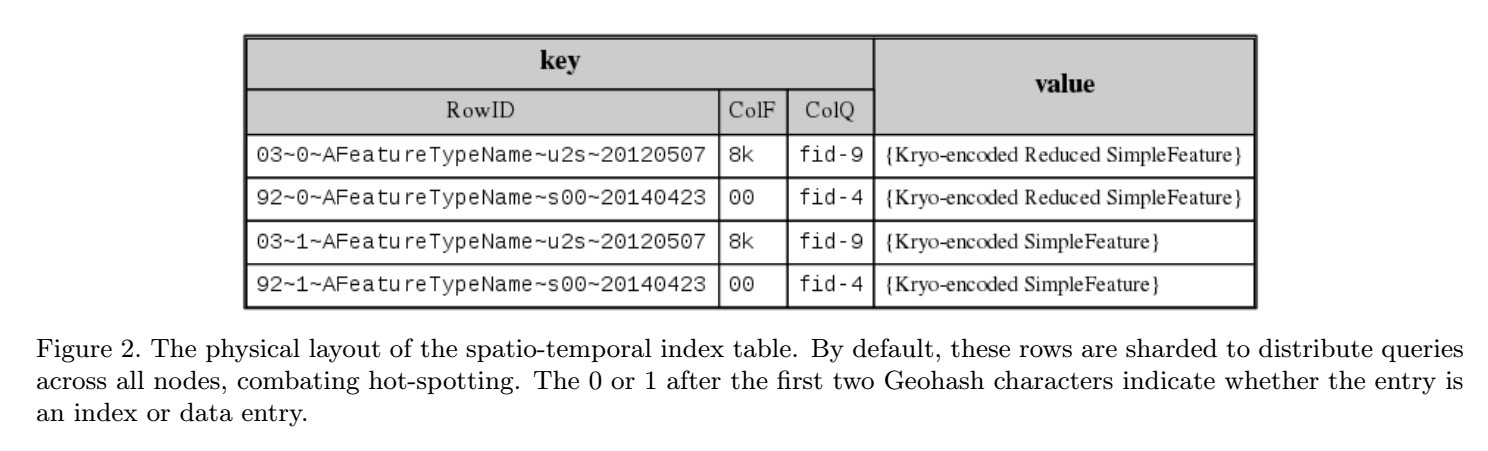 key value
RowID ColF ColQ
03~0~AFeatureTypeName~u2s~20120507 8k fid-9 {Kryo-encoded Reduced SimpleFeature}
92~0~AFeatureTypeName~s00~20140423 00 fid-4 {Kryo-encoded Reduced SimpleFeature}
03~1~AFeatureTypeName~u2s~20120507 8k fid-9 {Kryo-encoded SimpleFeature}
92~1~AFeatureTypeName~s00~20140423 00 fid-4 {Kryo-encoded SimpleFeature}
Figure 2. The physical layout of the spatio-temporal index table. By default, these rows are sharded to distribute queries
across all nodes, combating hot-spotting. The 0 or 1 after the first two Geohash characters indicate whether the entry is
an index or data entry.